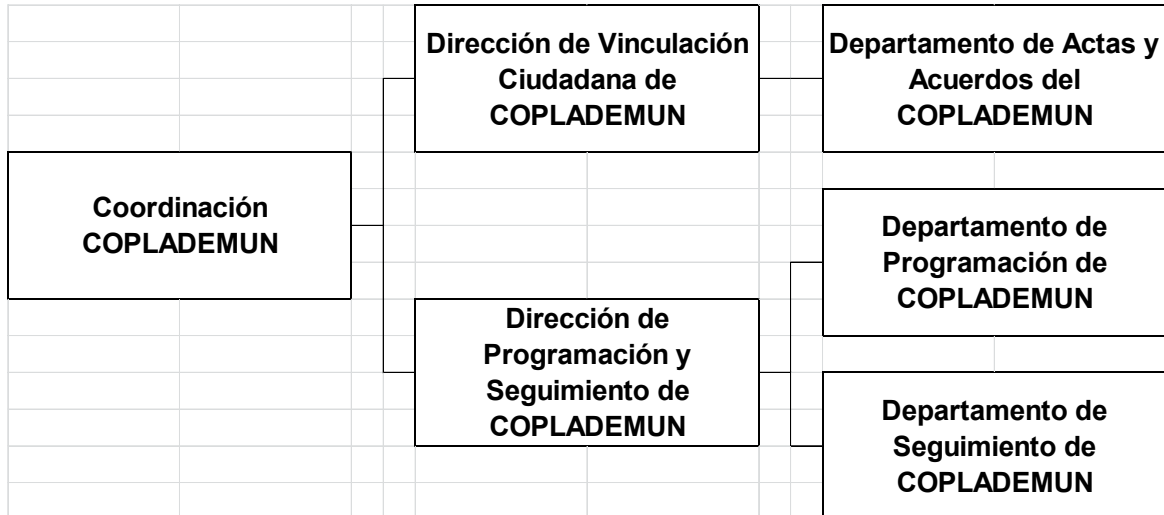 Dirección de Vinculación
Ciudadana de
COPLADEMUN
Departamento de Actas y
Acuerdos del
COPLADEMUN
Coordinación
COPLADEMUN
Departamento de
Programación de
COPLADEMUN
Dirección de
Programación y
Seguimiento de
COPLADEMUN
Departamento de
Seguimiento de
COPLADEMUN